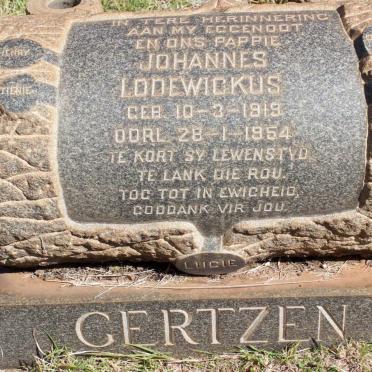 IN TERE HERINNERING
AAN MY EGGENOOT
EN ONS PAPPIE
JOHANNES
LODEWICKUS
GEB. 10-3-1919
OORL. 28-1-1954
TE KORT SY LEWENSTYD,
TE LANK DIE ROU.
TOG TOT IN EWIGHEID,
GODDANK VIR JOU.
LUCIE
GERTZEN